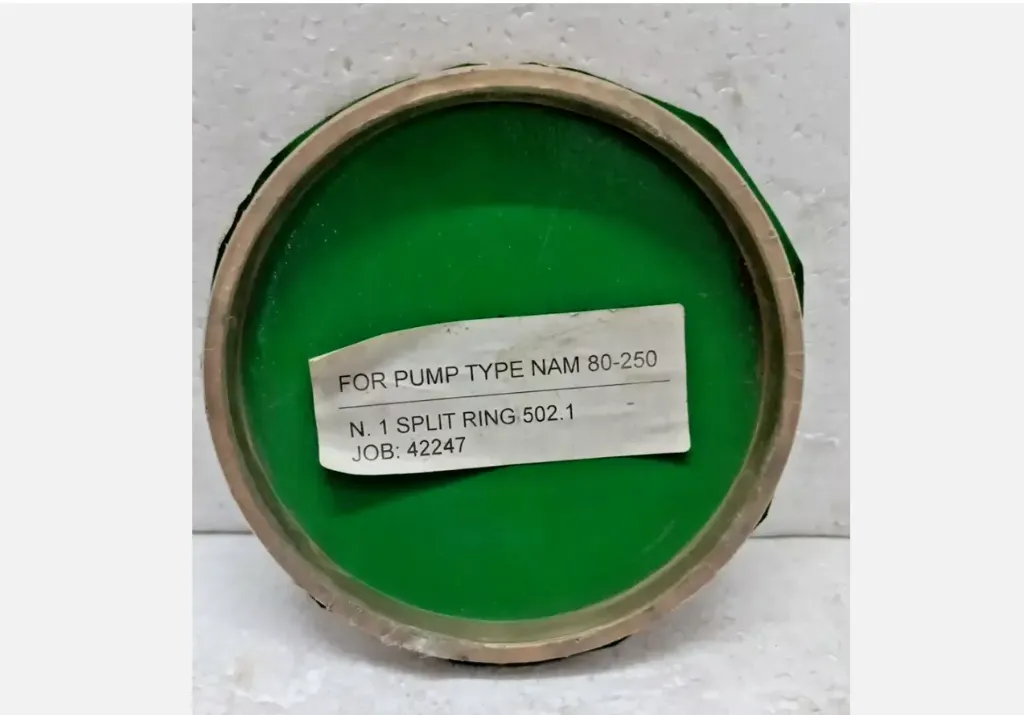 FOR PUMP TYPE NAM 80-250
N. 1 SPLIT RING 502.1
JOB: 42247